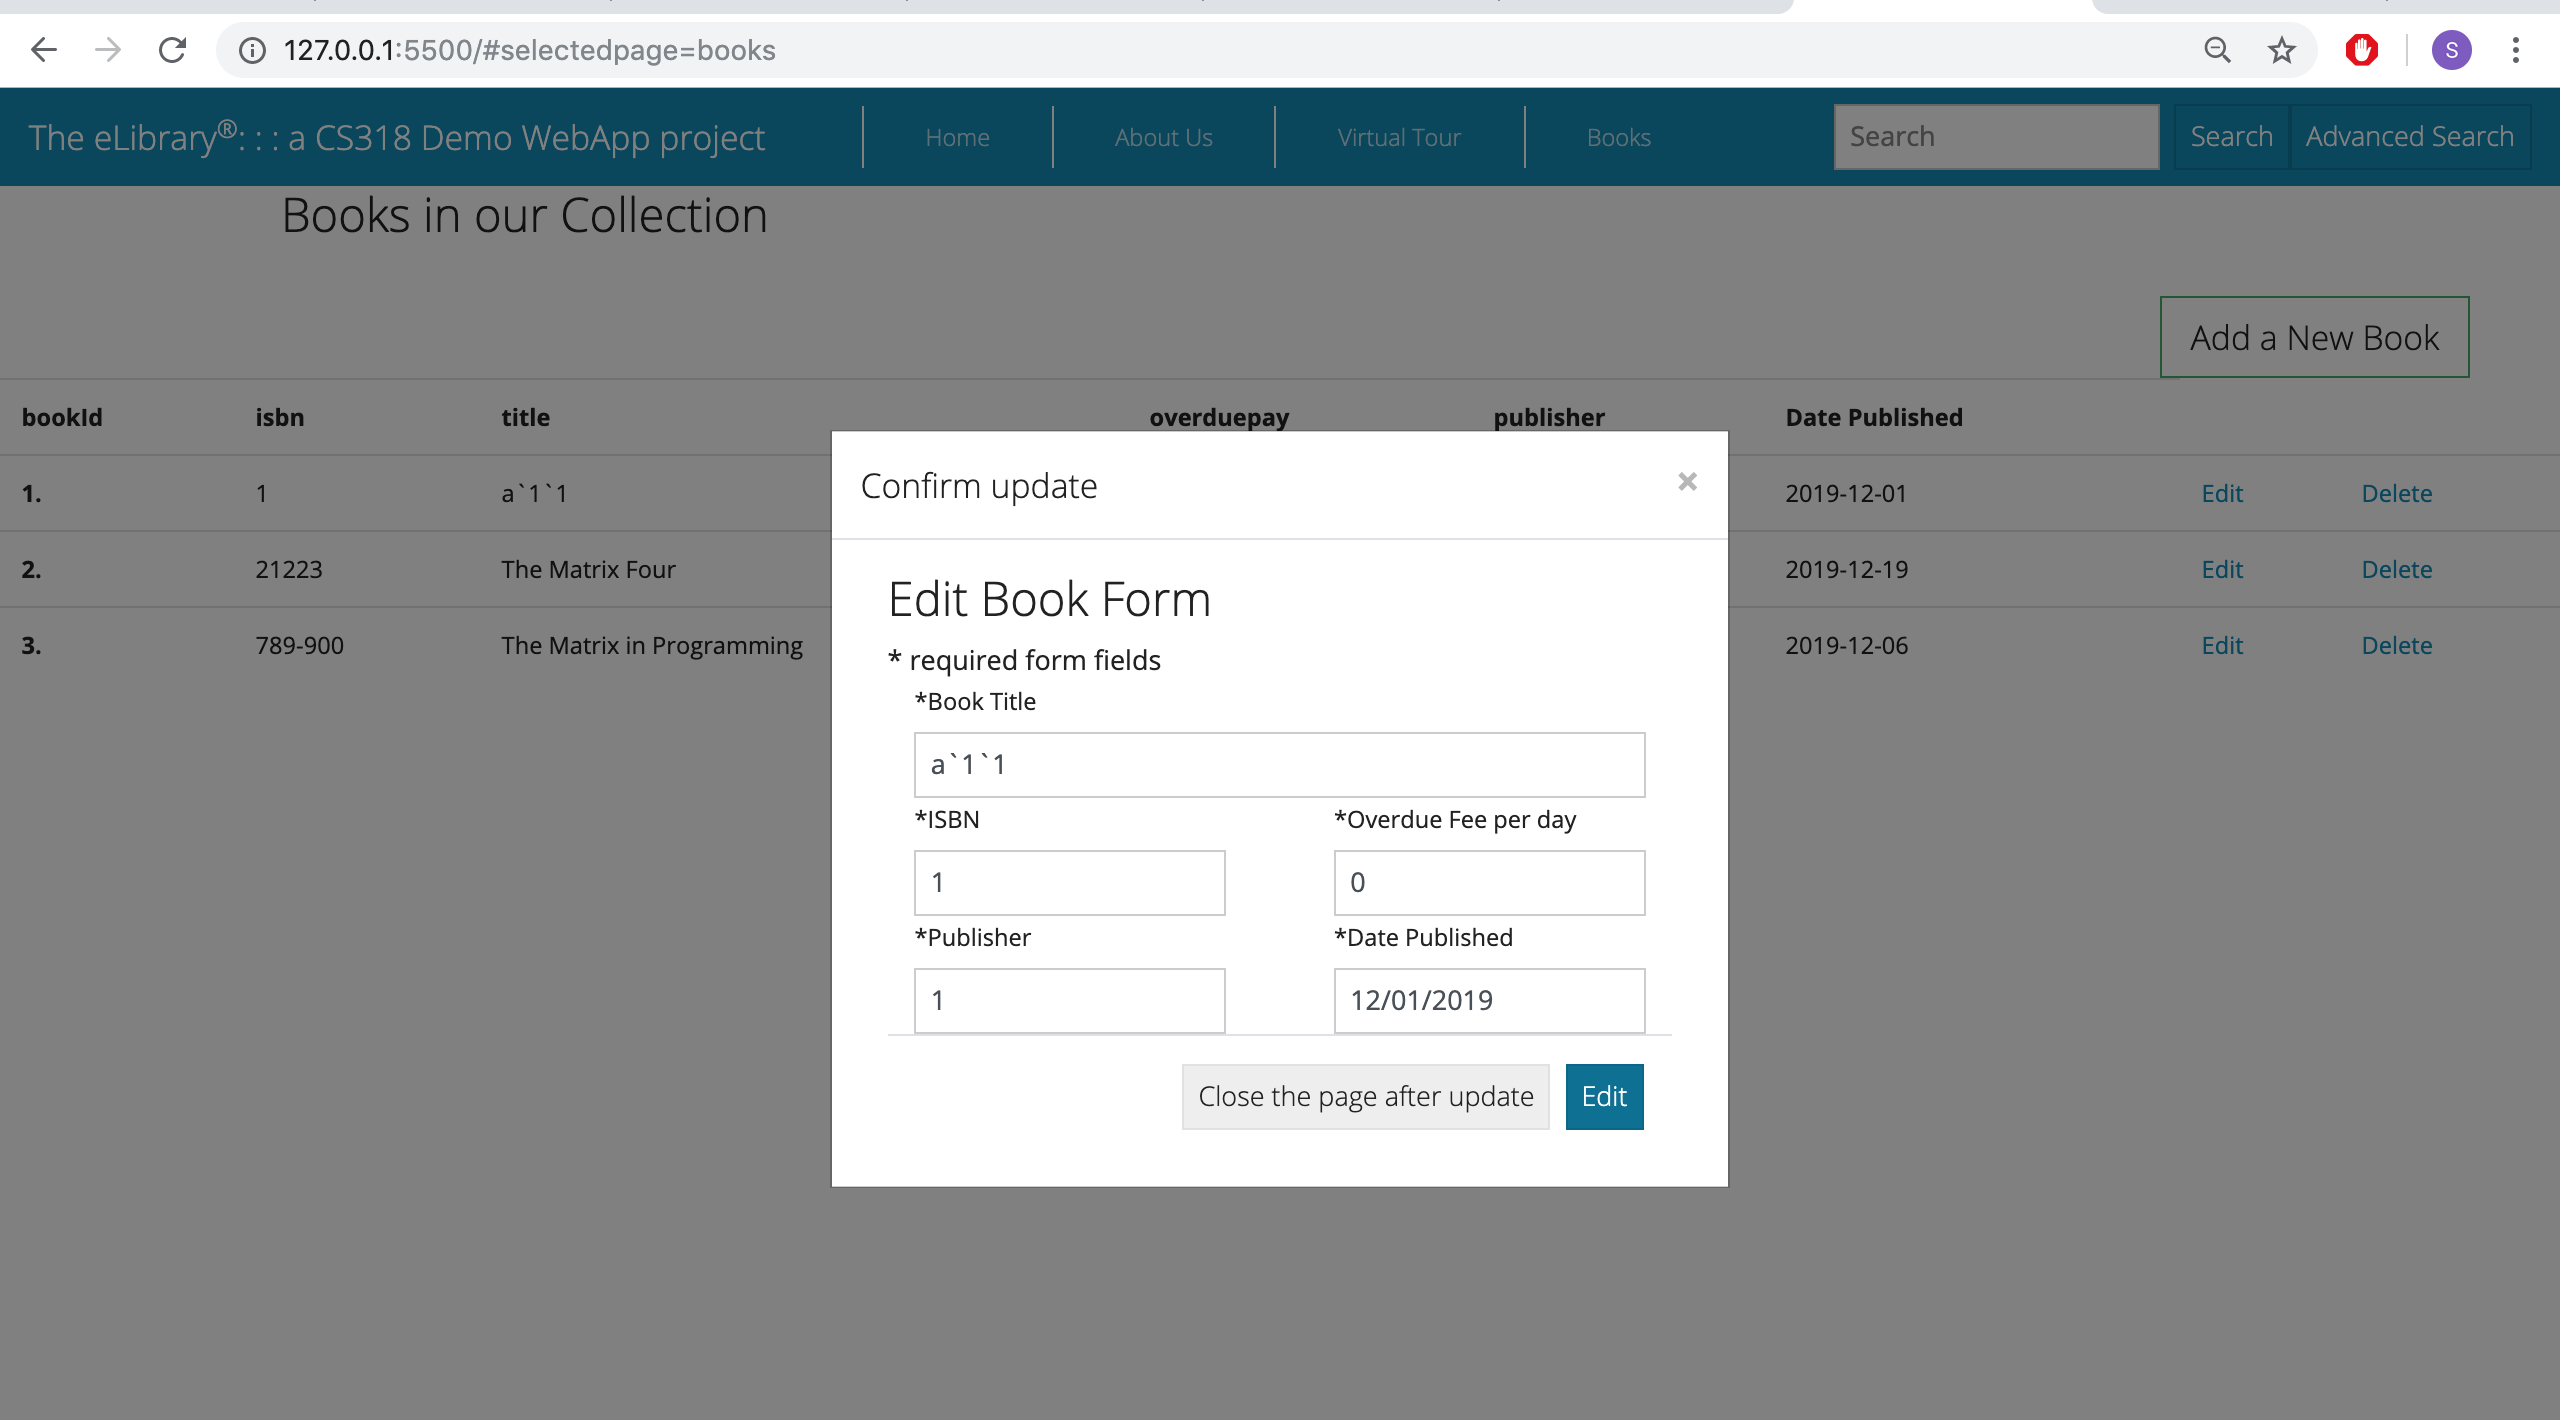 127.0.0.1:5500/#selectedpage=books
S
The eLibrary®: : : a CS318 Demo WebApp project
Home
About Us
Virtual Tour
Books
Search
Search
Advanced Search
Books in our Collection
Add a New Book
bookId isbn title overduepay publisher Date Published
1. 1 a`1`1 2019-12-01 Edit Delete
2. 21223 The Matrix Four 2019-12-19 Edit Delete
3. 789-900 The Matrix in Programming 2019-12-06 Edit Delete
Confirm update ×
Edit Book Form
* required form fields
*Book Title
a`1`1
*ISBN *Overdue Fee per day
1 0
*Publisher *Date Published
1 12/01/2019
Close the page after update Edit